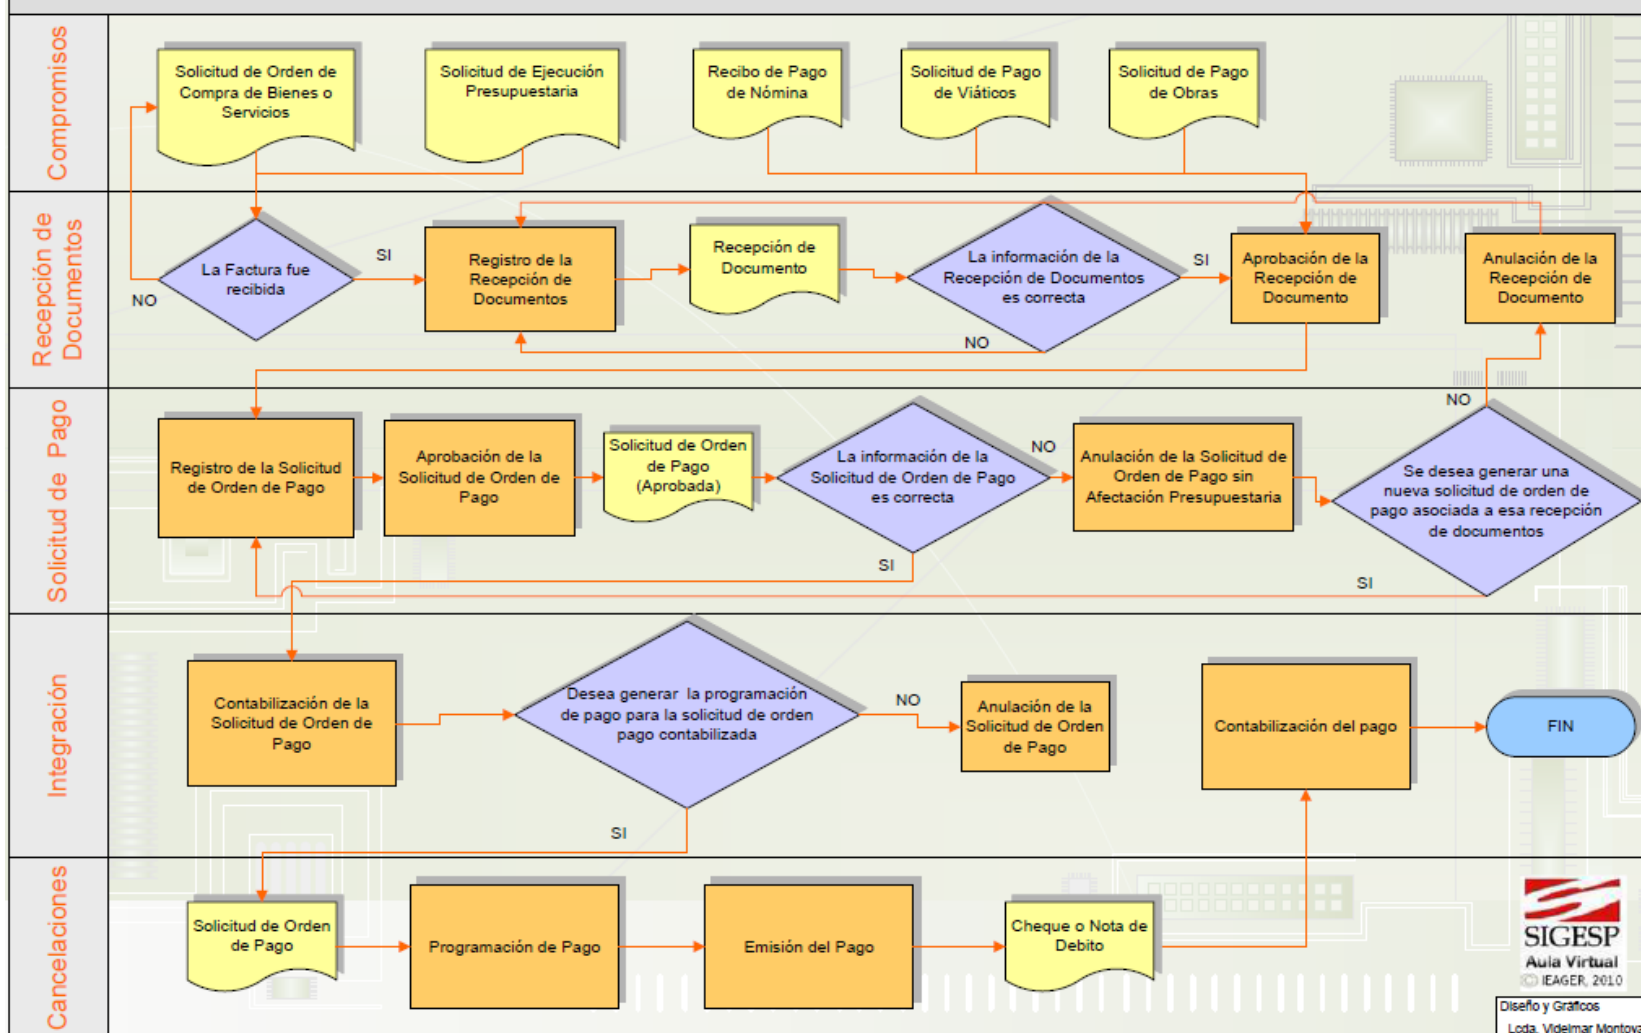 Compromisos
Solicitud de Orden de
Compra de Bienes o
Servicios
Solicitud de Ejecución
Presupuestaria
Recibo de Pago
de Nómina
Solicitud de Pago
de Viáticos
Solicitud de Pago
de Obras
Recepción de
Documentos
La Factura fue
recibida
NO
SI
Registro de la
Recepción de
Documentos
Recepción de
Documento
La información de la
Recepción de Documentos
es correcta
NO
SI
Aprobación de la
Recepción de
Documento
Anulación de la
Recepción de
Documento
Solicitud de Pago
Registro de la Solicitud
de Orden de Pago
Aprobación de la
Solicitud de Orden de
Pago
Solicitud de Orden
de Pago
(Aprobada)
La información de la
Solicitud de Orden de Pago
es correcta
SI
NO
Anulación de la Solicitud de
Orden de Pago sin
Afectación Presupuestaria
NO
Se desea generar una
nueva solicitud de orden de
pago asociada a esa recepción
de documentos
SI
Integración
Contabilización de la
Solicitud de Orden de
Pago
Desea generar la programación
de pago para la solicitud de orden
pago contabilizada
SI
NO
Anulación de la
Solicitud de Orden
de Pago
Contabilización del pago
FIN
Cancelaciones
Solicitud de Orden
de Pago
Programación de Pago
Emisión del Pago
Cheque o Nota de
Debito
SIGESP
Aula Virtual
© IEAGER, 2010
Diseño y Gráficos
Lcda. Videlmar Montoya